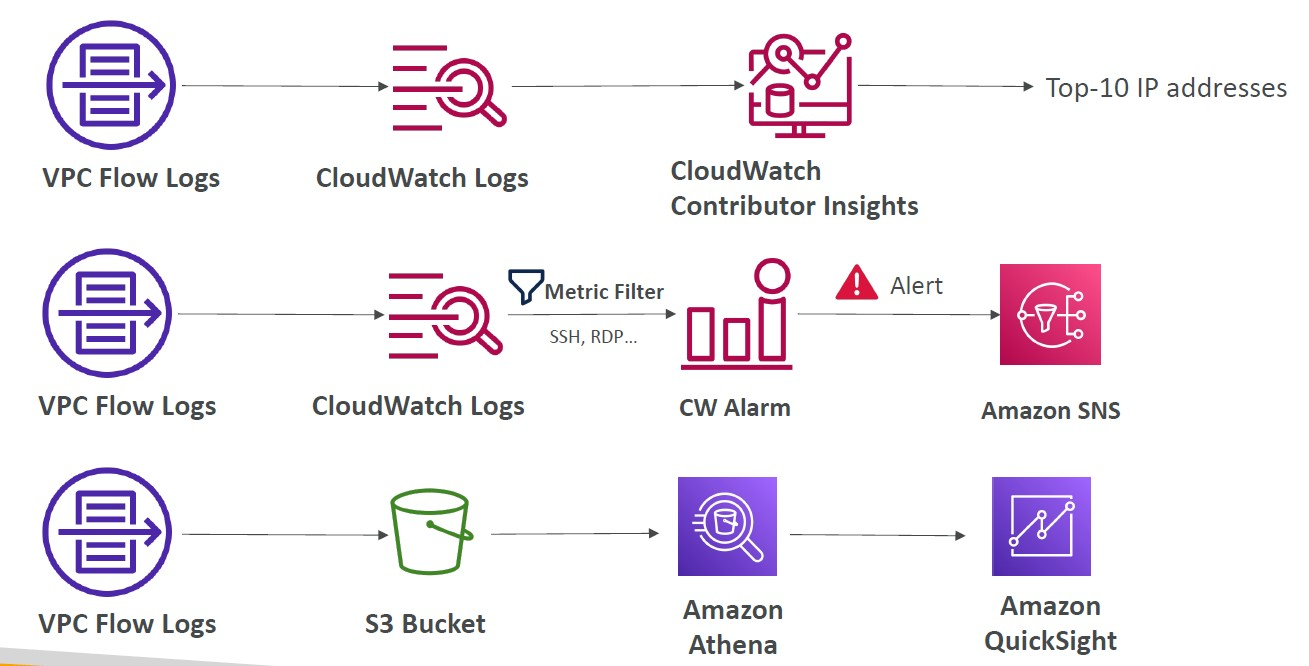 Top-10 IP addresses
VPC Flow Logs
CloudWatch Logs
CloudWatch
Contributor Insights
Metric Filter
SSH, RDP...
Alert
VPC Flow Logs
CloudWatch Logs
CW Alarm
Amazon SNS
VPC Flow Logs
S3 Bucket
Amazon
Athena
Amazon
QuickSight